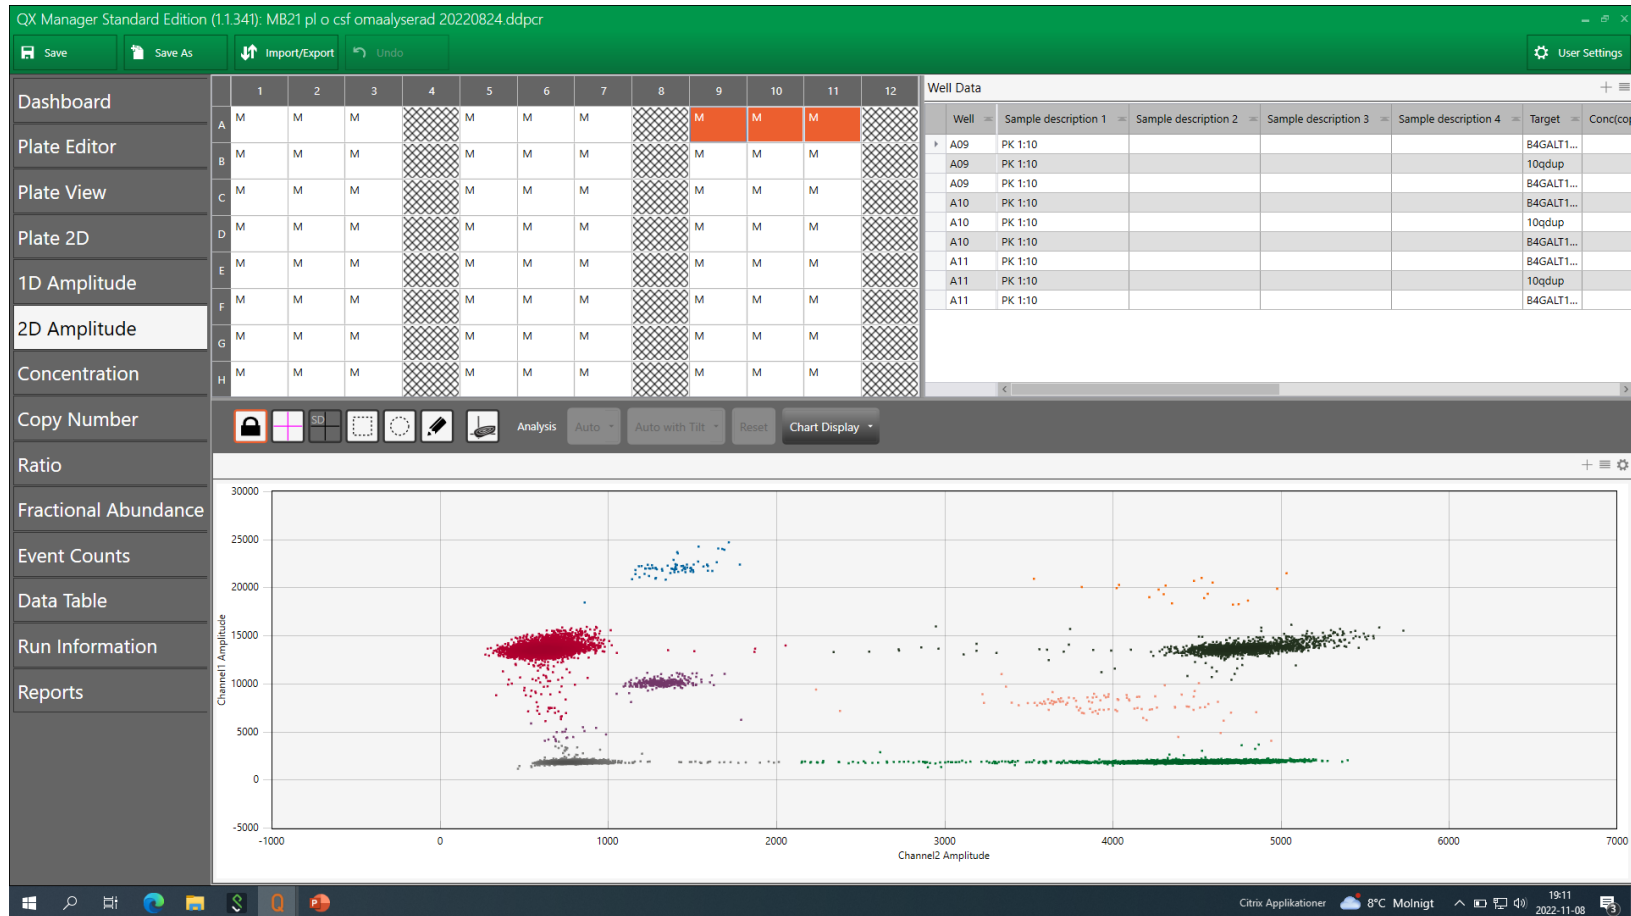 QX Manager Standard Edition (1.1.341): MB21 pl o csf omaalyserad 20220824.ddpcr
Save
Save As
Import/Export
Undo
User Settings
Dashboard
Plate Editor
Plate View
Plate 2D
1D Amplitude
2D Amplitude
Concentration
Copy Number
Ratio
Fractional Abundance
Event Counts
Data Table
Run Information
Reports
1 2 3 4 5 6 7 8 9 10 11 12
A M M M M M M M M M
B M M M M M M M M M
C M M M M M M M M M
D M M M M M M M M M
E M M M M M M M M M
F M M M M M M M M M
G M M M M M M M M M
H M M M M M M M M M
Well Data
Well Sample description 1 Sample description 2 Sample description 3 Sample description 4 Target Conc(cop
A09 PK 1:10 B4GALT1...
A09 PK 1:10 10qdup
A09 PK 1:10 B4GALT1...
A10 PK 1:10 B4GALT1...
A10 PK 1:10 10qdup
A10 PK 1:10 B4GALT1...
A11 PK 1:10 B4GALT1...
A11 PK 1:10 10qdup
A11 PK 1:10 B4GALT1...
SD
Analysis
Auto
Auto with Tilt
Reset
Chart Display
30000
25000
20000
15000
10000
5000
0
-5000
Channel1 Amplitude
-1000 0 1000 2000 3000 4000 5000 6000 7000
Channel2 Amplitude
Citrix Applikationer
8°C Molnigt
19:11
2022-11-08
3